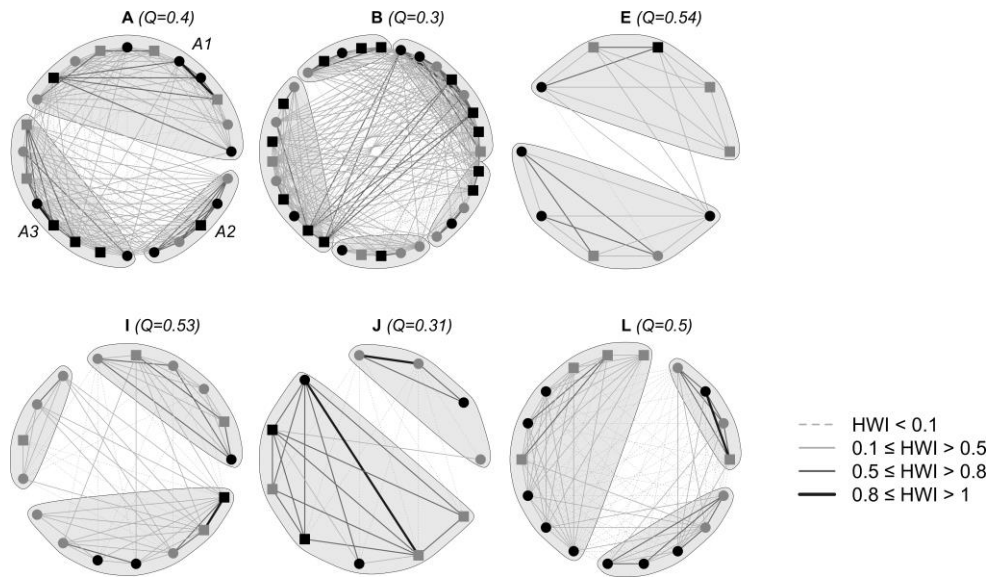 A (Q=0.4)
B (Q=0.3)
E (Q=0.54)
A1
A3
A2
I (Q=0.53)
J (Q=0.31)
L (Q=0.5)
HWI < 0.1
0.1 ≤ HWI > 0.5
0.5 ≤ HWI > 0.8
0.8 ≤ HWI > 1